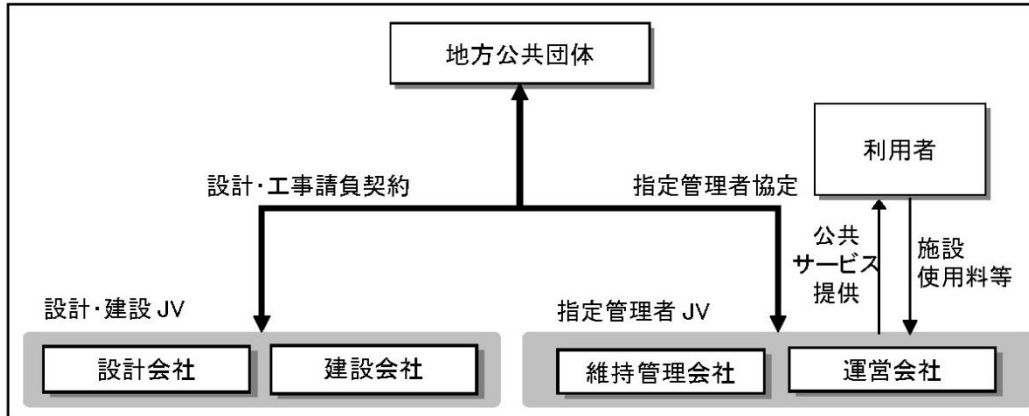 地方公共団体
利用者
設計・工事請負契約
指定管理者協定
公共
サービス
提供
施設
使用料等
設計・建設 JV
指定管理者 JV
設計会社
建設会社
維持管理会社
運営会社